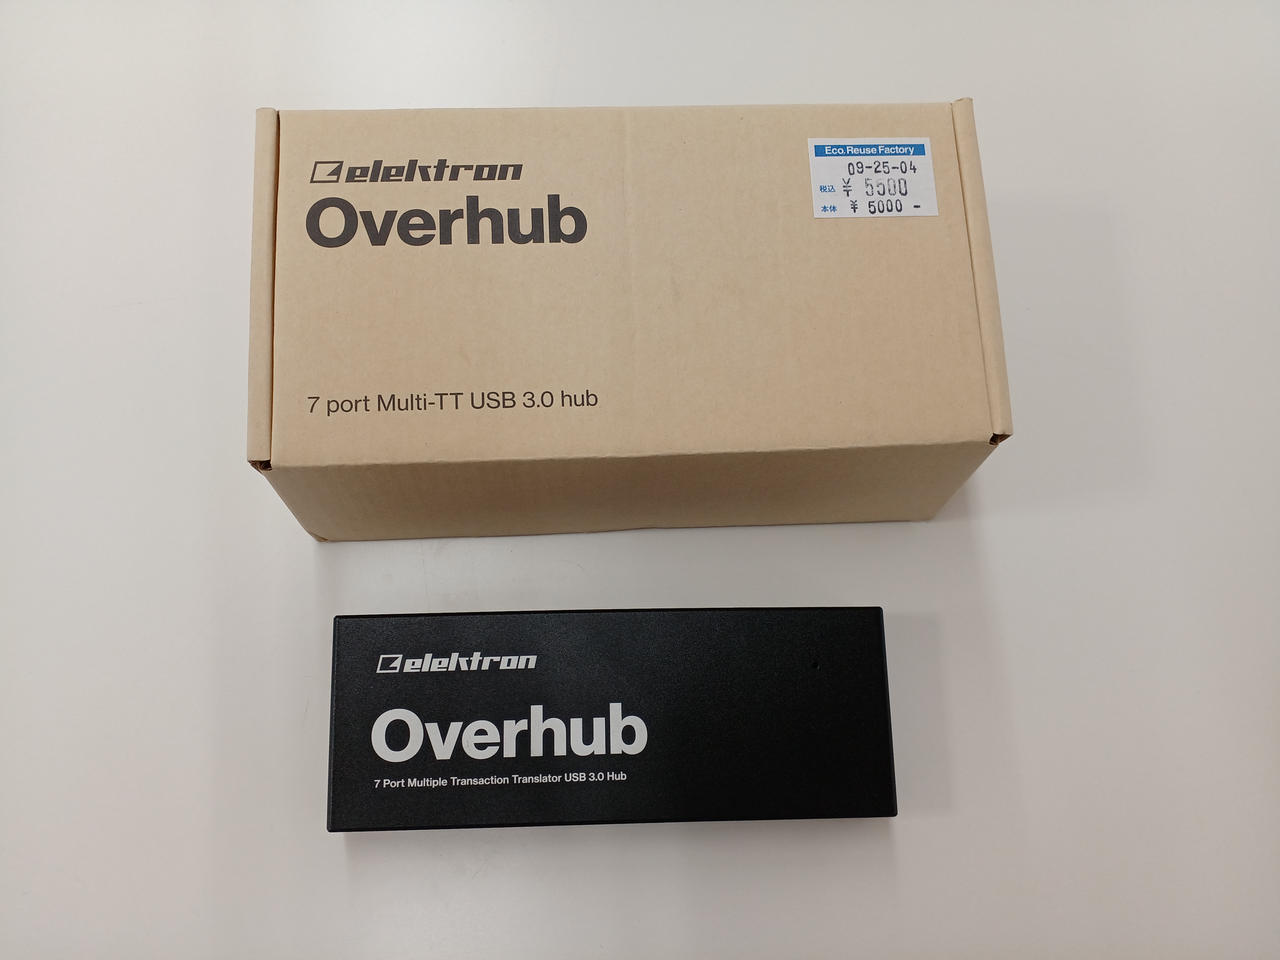 elektron
Overhub
7 port Multi-TT USB 3.0 hub
Eco.Reuse Factory
09-25-04
税込 ¥ 5500
本体 ¥ 5000 -
elektron
Overhub
7 Port Multiple Transaction Translator USB 3.0 Hub